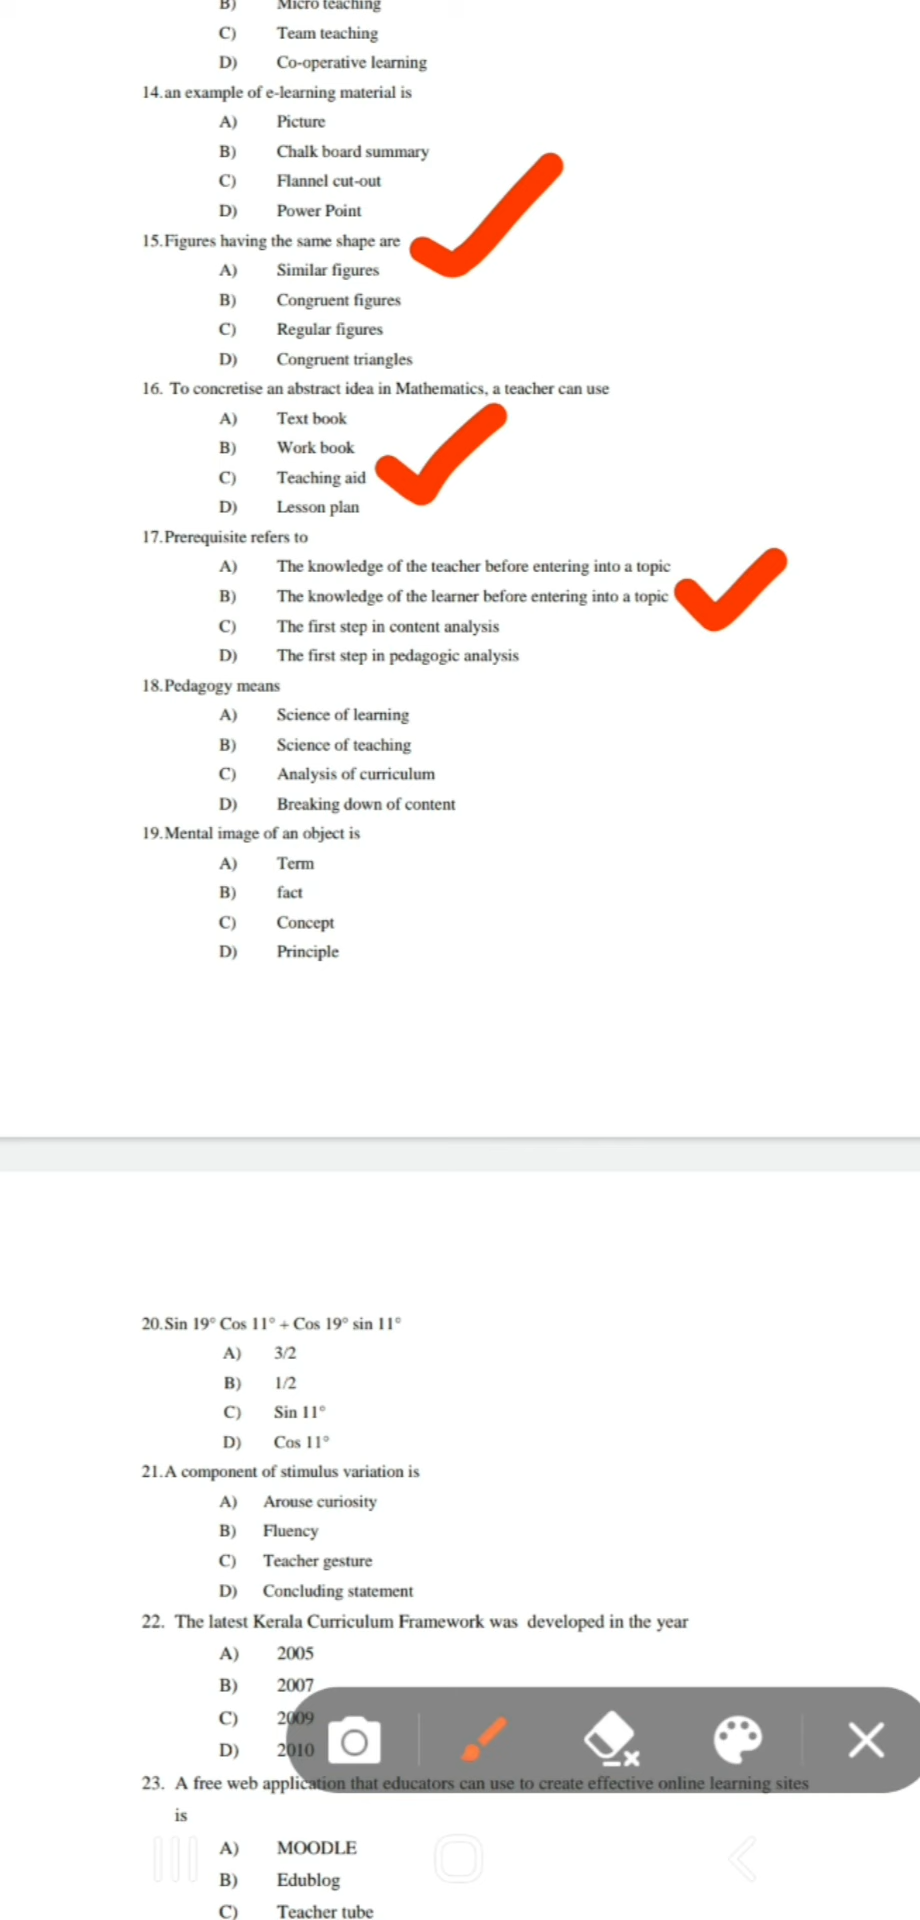 B) Micro teaching
C) Team teaching
D) Co-operative learning
14.an example of e-learning material is
A) Picture
B) Chalk board summary
C) Flannel cut-out
D) Power Point
15.Figures having the same shape are
A) Similar figures
B) Congruent figures
C) Regular figures
D) Congruent triangles
16. To concretise an abstract idea in Mathematics, a teacher can use
A) Text book
B) Work book
C) Teaching aid
D) Lesson plan
17.Prerequisite refers to
A) The knowledge of the teacher before entering into a topic
B) The knowledge of the learner before entering into a topic
C) The first step in content analysis
D) The first step in pedagogic analysis
18.Pedagogy means
A) Science of learning
B) Science of teaching
C) Analysis of curriculum
D) Breaking down of content
19.Mental image of an object is
A) Term
B) fact
C) Concept
D) Principle
20.Sin 19° Cos 11° + Cos 19° sin 11°
A) 3/2
B) 1/2
C) Sin 11°
D) Cos 11°
21.A component of stimulus variation is
A) Arouse curiosity
B) Fluency
C) Teacher gesture
D) Concluding statement
22. The latest Kerala Curriculum Framework was developed in the year
A) 2005
B) 2007
C) 2009
D) 2010
23. A free web application that educators can use to create effective online learning sites
is
A) MOODLE
B) Edublog
C) Teacher tube